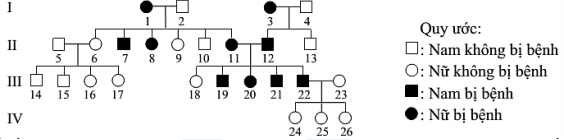 I
1 2 3 4
II
5 6 7 8 9 10 11 12 13
III
14 15 16 17 18 19 20 21 22 23
IV
24 25 26
Quy ước:
: Nam không bị bệnh
: Nữ không bị bệnh
: Nam bị bệnh
: Nữ bị bệnh